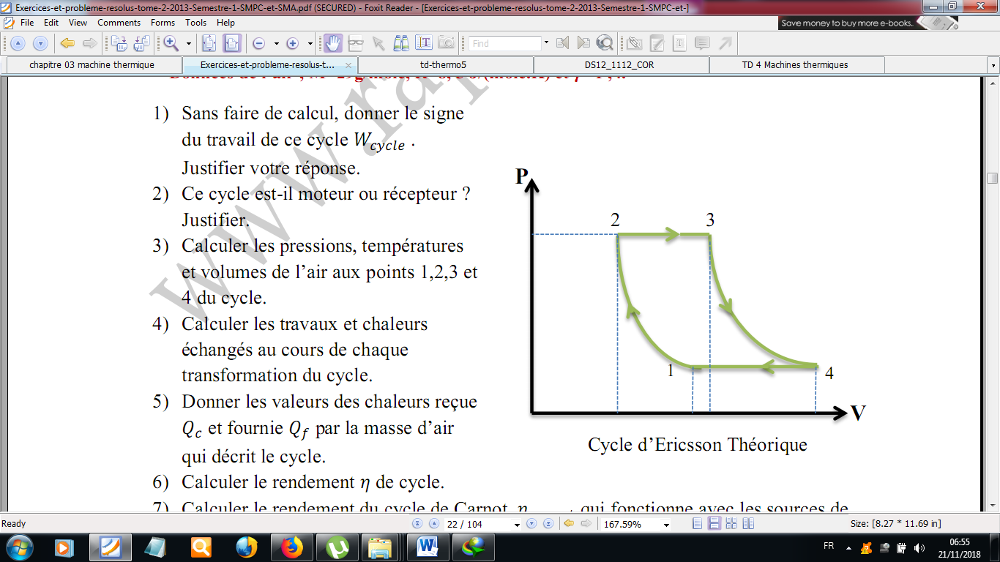 Exercices-et-probleme-resolus-tome-2-2013-Semestre-1-SMPC-et-SMA.pdf (SECURED) - Foxit Reader - [Exercices-et-probleme-resolus-tome-2-2013-Semestre-1-SMPC-et-]
File Edit View Comments Forms Tools Help
Save money to buy more e-books.
Find
chapitre 03 machine thermique
Exercices-et-probleme-resolus-t...
td-thermo5
DS12_1112_COR
TD 4 Machines thermiques
www.ra
1) Sans faire de calcul, donner le signe
du travail de ce cycle W_cycle .
Justifier votre réponse.
2) Ce cycle est-il moteur ou récepteur ?
Justifier.
3) Calculer les pressions, températures
et volumes de l'air aux points 1,2,3 et
4 du cycle.
4) Calculer les travaux et chaleurs
échangés au cours de chaque
transformation du cycle.
5) Donner les valeurs des chaleurs reçue
Q_c et fournie Q_f par la masse d'air
qui décrit le cycle.
6) Calculer le rendement η de cycle.
7) Calculer le rendement du cycle de Carnot qui fonctionne avec les sources de
P
2 3
1 4
V
Cycle d'Ericsson Théorique
Ready
22 / 104
167.59%
Size: [8.27 * 11.69 in]
FR
06:55
21/11/2018